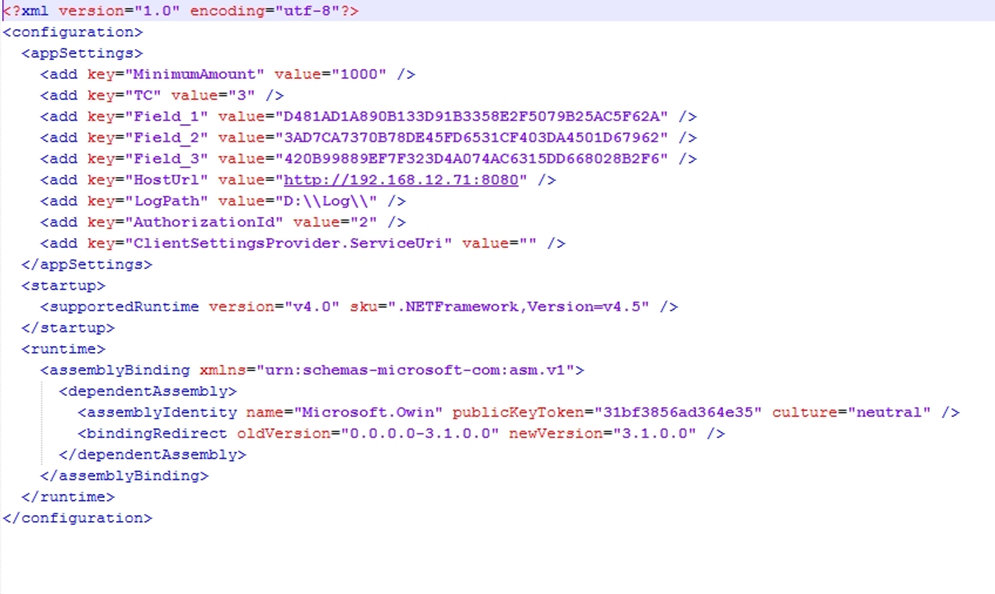 <?xml version="1.0" encoding="utf-8"?>
<configuration>
<appSettings>
<add key="MinimumAmount" value="1000" />
<add key="TC" value="3" />
<add key="Field_1" value="D481AD1A890B133D91B3358E2F5079B25AC5F62A" />
<add key="Field_2" value="3AD7CA7370B78DE45FD6531CF403DA4501D67962" />
<add key="Field_3" value="420B99889EF7F323D4A074AC6315DD668028B2F6" />
<add key="HostUrl" value="http://192.168.12.71:8080" />
<add key="LogPath" value="D:\\Log\\" />
<add key="AuthorizationId" value="2" />
<add key="ClientSettingsProvider.ServiceUri" value="" />
</appSettings>
<startup>
<supportedRuntime version="v4.0" sku=".NETFramework,Version=v4.5" />
</startup>
<runtime>
<assemblyBinding xmlns="urn:schemas-microsoft-com:asm.v1">
<dependentAssembly>
<assemblyIdentity name="Microsoft.Owin" publicKeyToken="31bf3856ad364e35" culture="neutral" />
<bindingRedirect oldVersion="0.0.0.0-3.1.0.0" newVersion="3.1.0.0" />
</dependentAssembly>
</assemblyBinding>
</runtime>
</configuration>